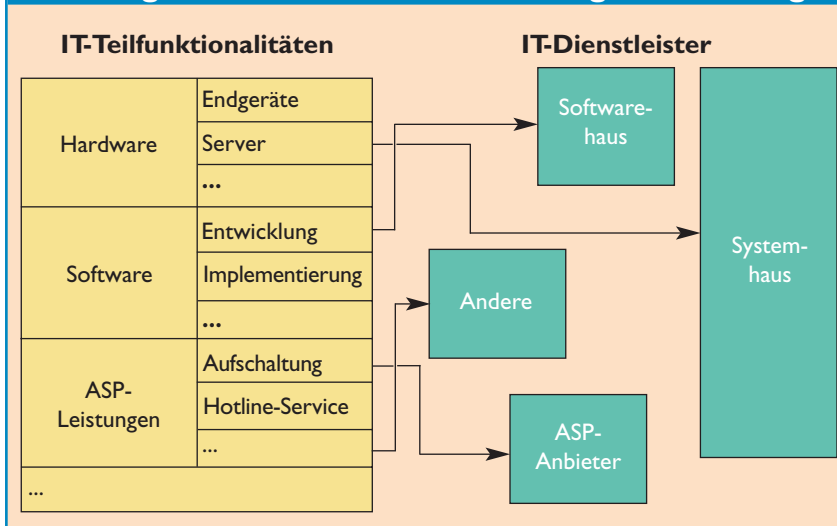 IT-Teilfunktionalitäten
IT-Dienstleister
Hardware
Endgeräte
Server
...
Software
Entwicklung
Implementierung
...
ASP-
Leistungen
Aufschaltung
Hotline-Service
...
...
Software-
haus
System-
haus
Andere
ASP-
Anbieter